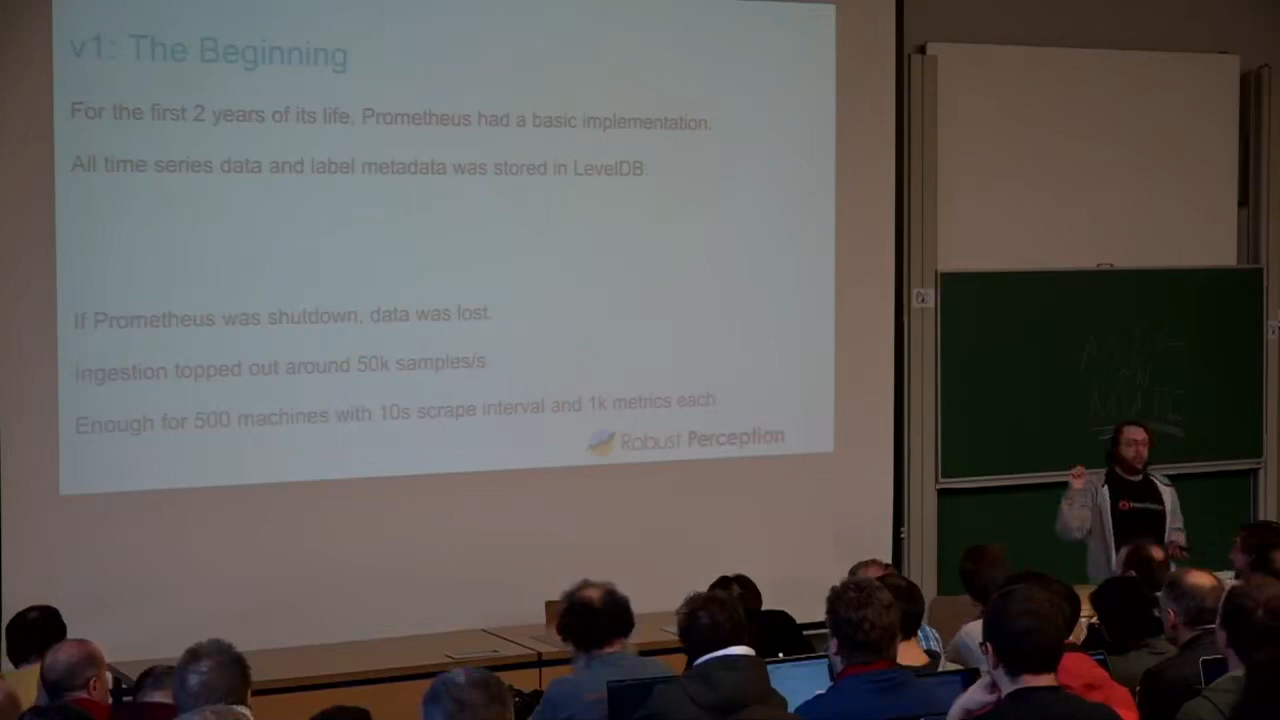 v1: The Beginning
For the first 2 years of its life, Prometheus had a basic implementation.
All time series data and label metadata was stored in LevelDB.
If Prometheus was shutdown, data was lost.
Ingestion topped out around 50k samples/s
Enough for 500 machines with 10s scrape interval and 1k metrics each
Robust Perception